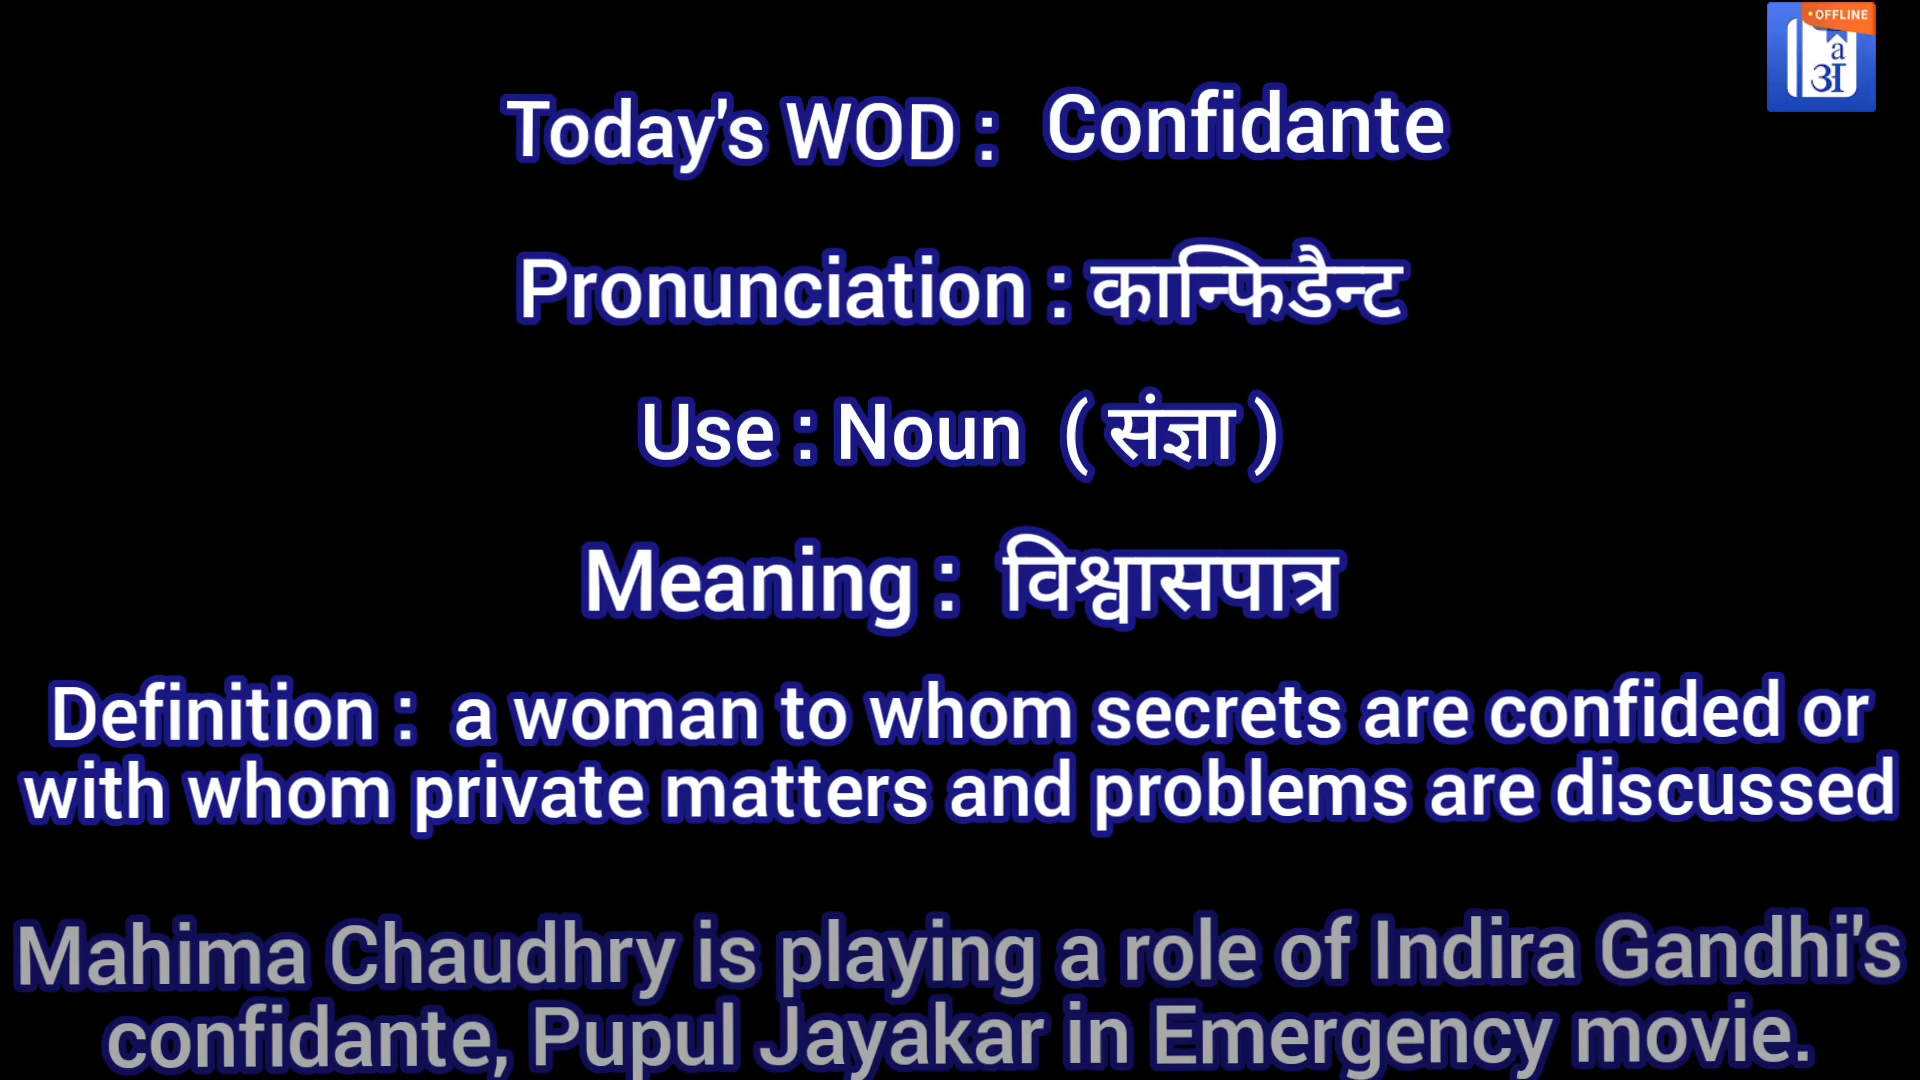 OFFLINE
a
अ
Today's WOD : Confidante
Pronunciation : कान्फिडैन्ट
Use : Noun ( संज्ञा )
Meaning : विश्वासपात्र
Definition : a woman to whom secrets are confided or
with whom private matters and problems are discussed
Mahima Chaudhry is playing a role of Indira Gandhi's
confidante, Pupul Jayakar in Emergency movie.